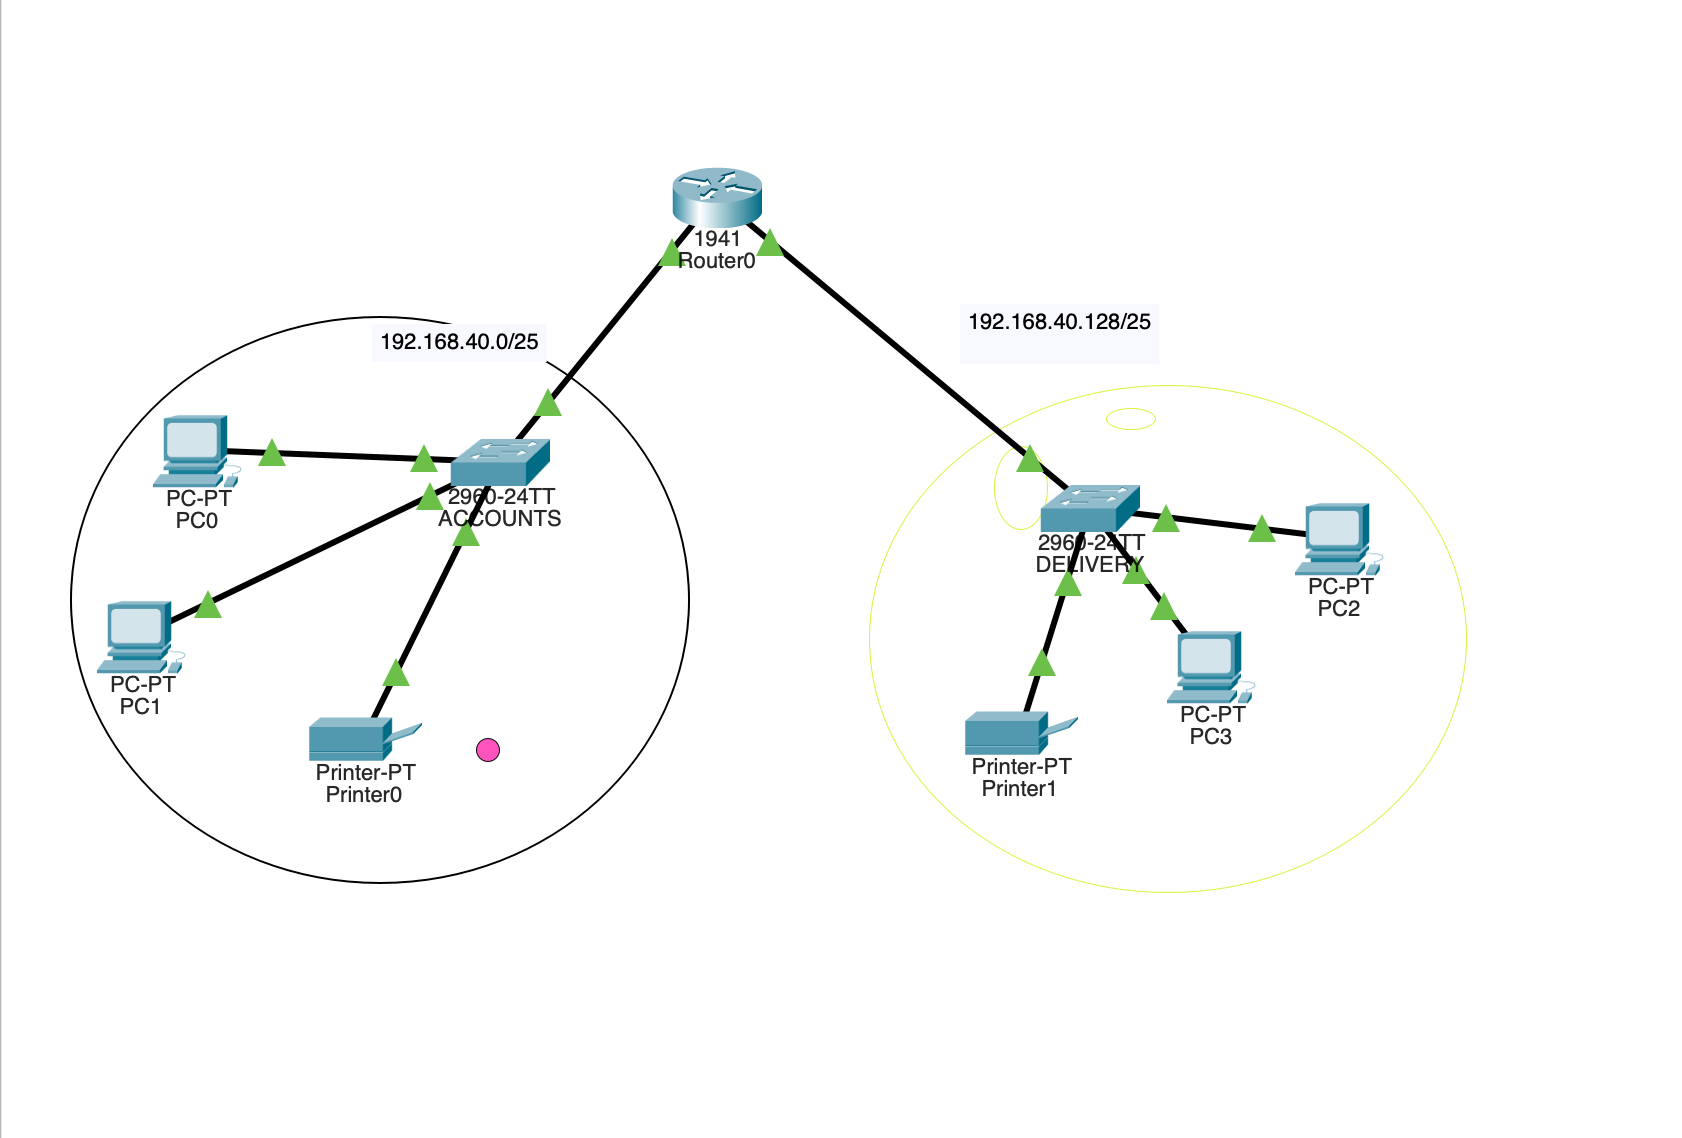 1941
Router0
192.168.40.0/25
192.168.40.128/25
PC-PT
PC0
2960-24TT
ACCOUNTS
PC-PT
PC1
Printer-PT
Printer0
2960-24TT
DELIVERY
PC-PT
PC2
PC-PT
PC3
Printer-PT
Printer1